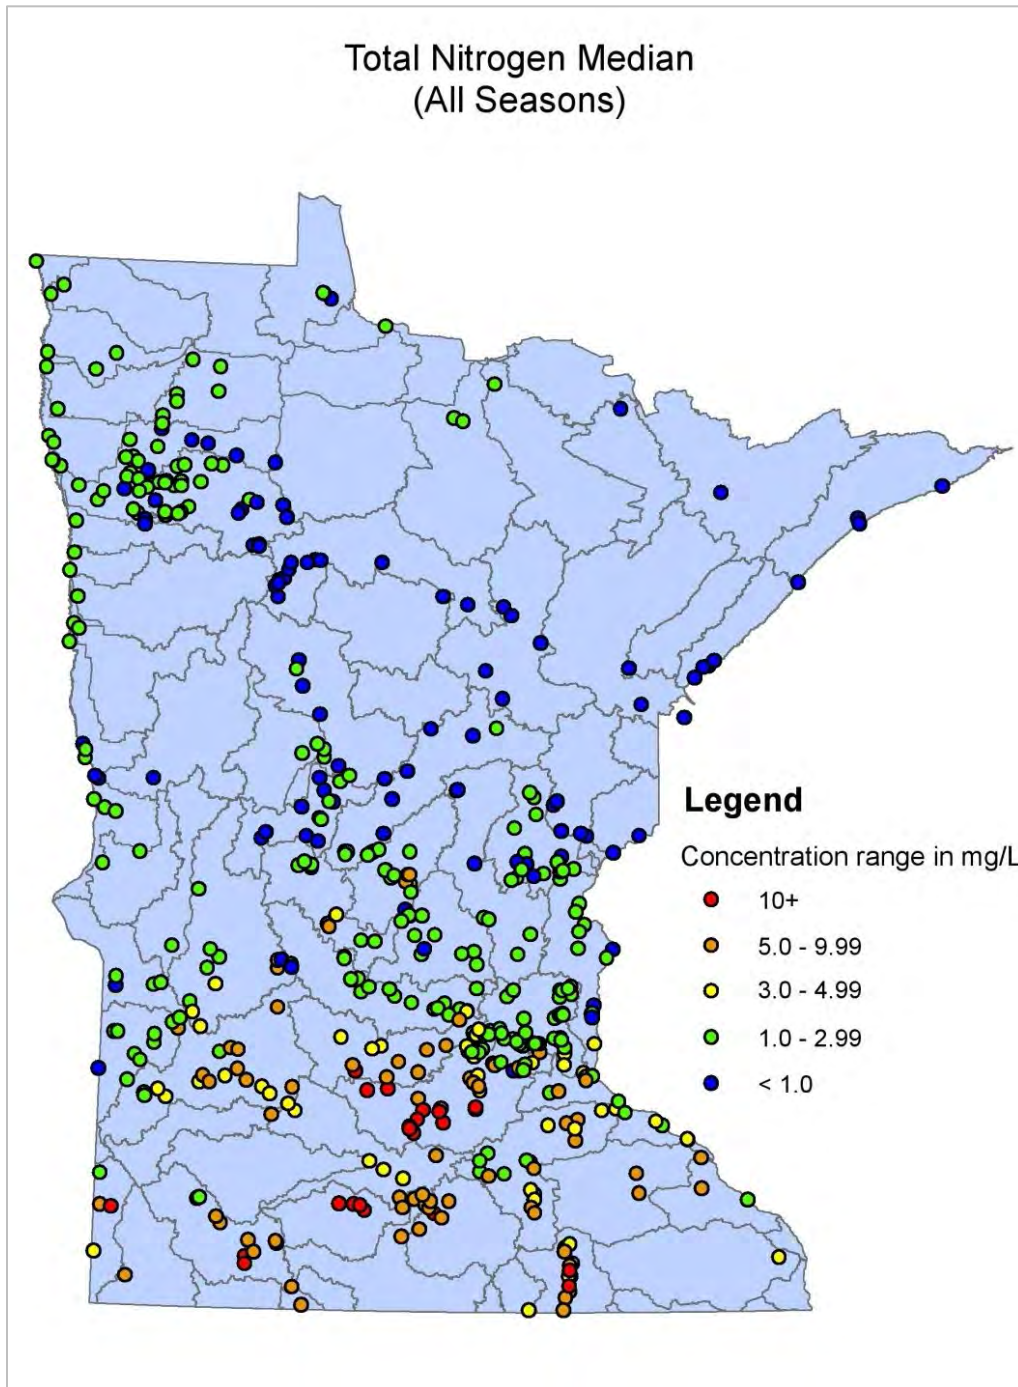 Total Nitrogen Median
(All Seasons)
Legend
Concentration range in mg/L
10+
5.0 - 9.99
3.0 - 4.99
1.0 - 2.99
< 1.0